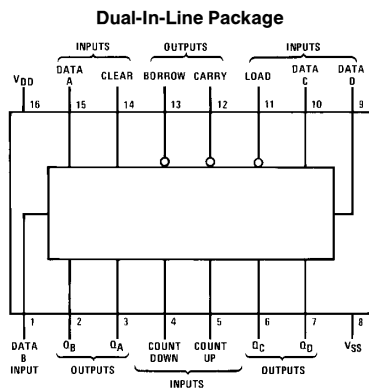 Dual-In-Line Package
INPUTS OUTPUTS INPUTS
VDD DATA A CLEAR BORROW CARRY LOAD DATA C DATA D
16 15 14 13 12 11 10 9
1 2 3 4 5 6 7 8
DATA B INPUT QB QA COUNT DOWN COUNT UP QC QD VSS
OUTPUTS INPUTS OUTPUTS